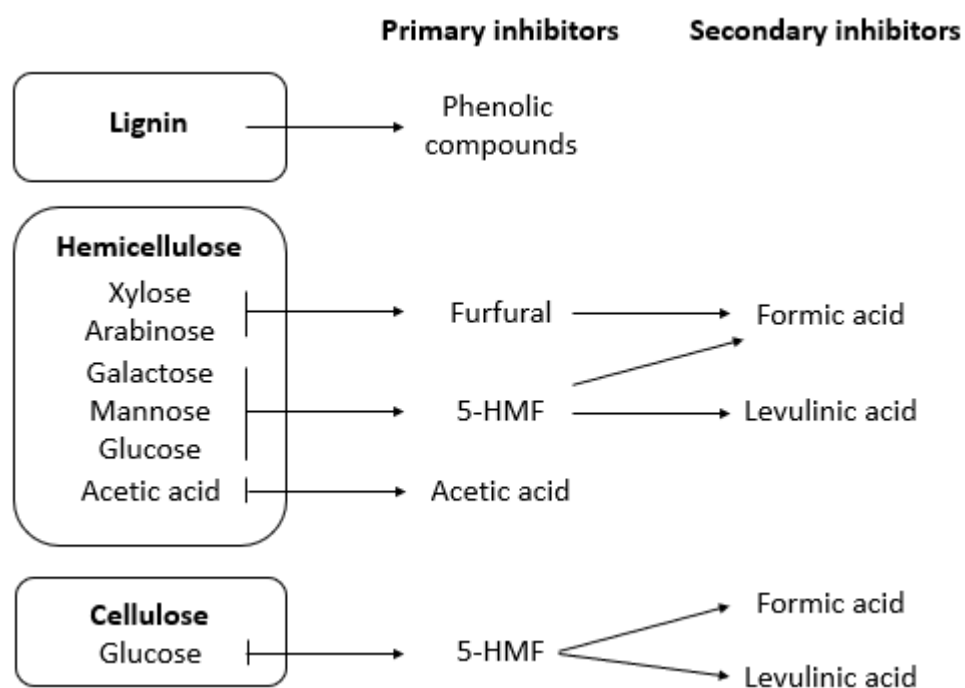 Primary inhibitors
Secondary inhibitors
Lignin
Phenolic
compounds
Hemicellulose
Xylose
Arabinose
Furfural
Formic acid
Galactose
Mannose
Glucose
5-HMF
Levulinic acid
Acetic acid
Acetic acid
Cellulose
Glucose
5-HMF
Formic acid
Levulinic acid